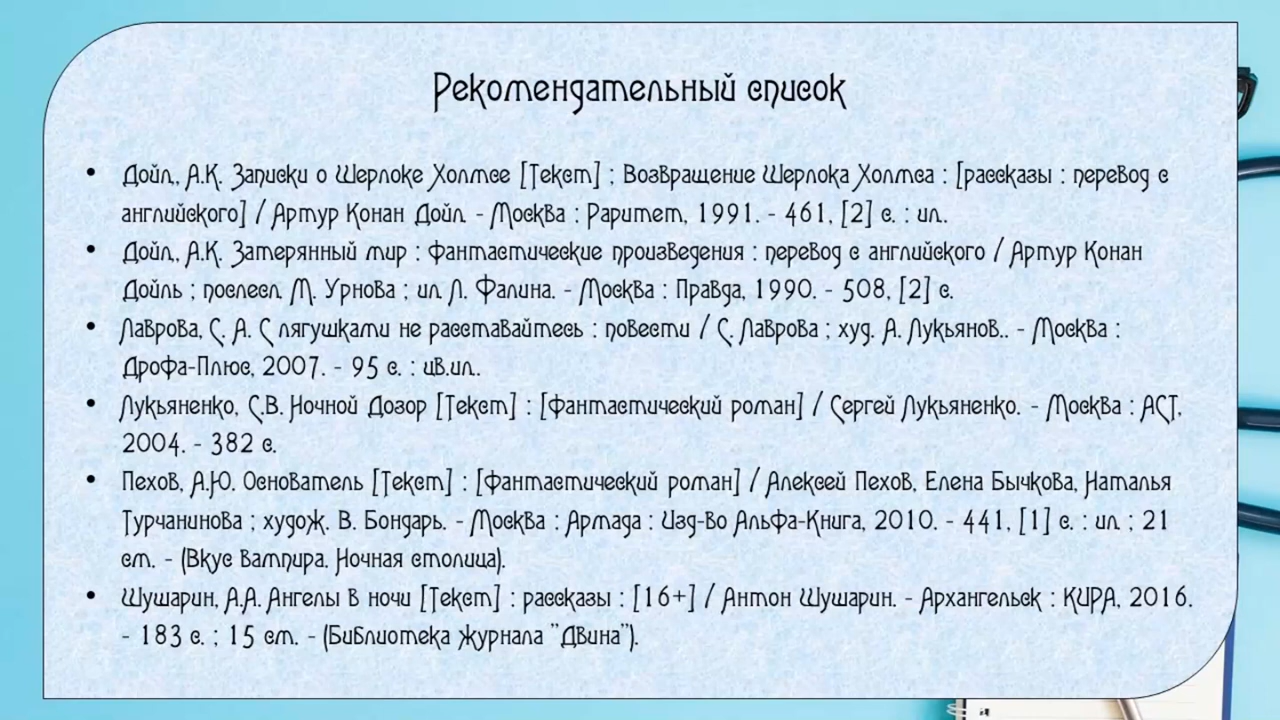 Рекомендательный список
• Дойл, А.К. Записки о Шерлоке Холмсе [Текст] ; Возвращение Шерлока Холмса : [рассказы : перевод с
английского] / Артур Конан Дойл. - Москва : Раритет, 1991. - 461, [2] с. : ил..
• Дойл, А.К. Затерянный мир : фантастические произведения : перевод с английского / Артур Конан
Дойль ; послесл. М. Урнова ; ил. Л. Фалина. - Москва : Правда, 1990. - 508, [2] с.
• Лаврова, С. А. С лягушками не расставайтесь : повести / С. Лаврова ; худ. А. Лукьянов.. - Москва :
Дрофа-Плюс, 2007. - 95 с. : цв.ил..
• Лукьяненко, С.В. Ночной Дозор [Текст] : [фантастический роман] / Сергей Лукьяненко. - Москва : АСТ,
2004. - 382 с.
• Пехов, А.Ю. Основатель [Текст] : [фантастический роман] / Алексей Пехов, Елена Бычкова, Наталья
Турчанинова ; худож. В. Бондарь. - Москва : Армада : Изд-во Альфа-Книга, 2010. - 441, [1] с. : ил. ; 21
см. - (Вкус вампира. Ночная столица).
• Шушарин, А.А. Ангелы в ночи [Текст] : рассказы : [16+] / Антон Шушарин. - Архангельск : КИРА, 2016.
- 183 с. ; 15 см. - (Библиотека журнала "Двина").